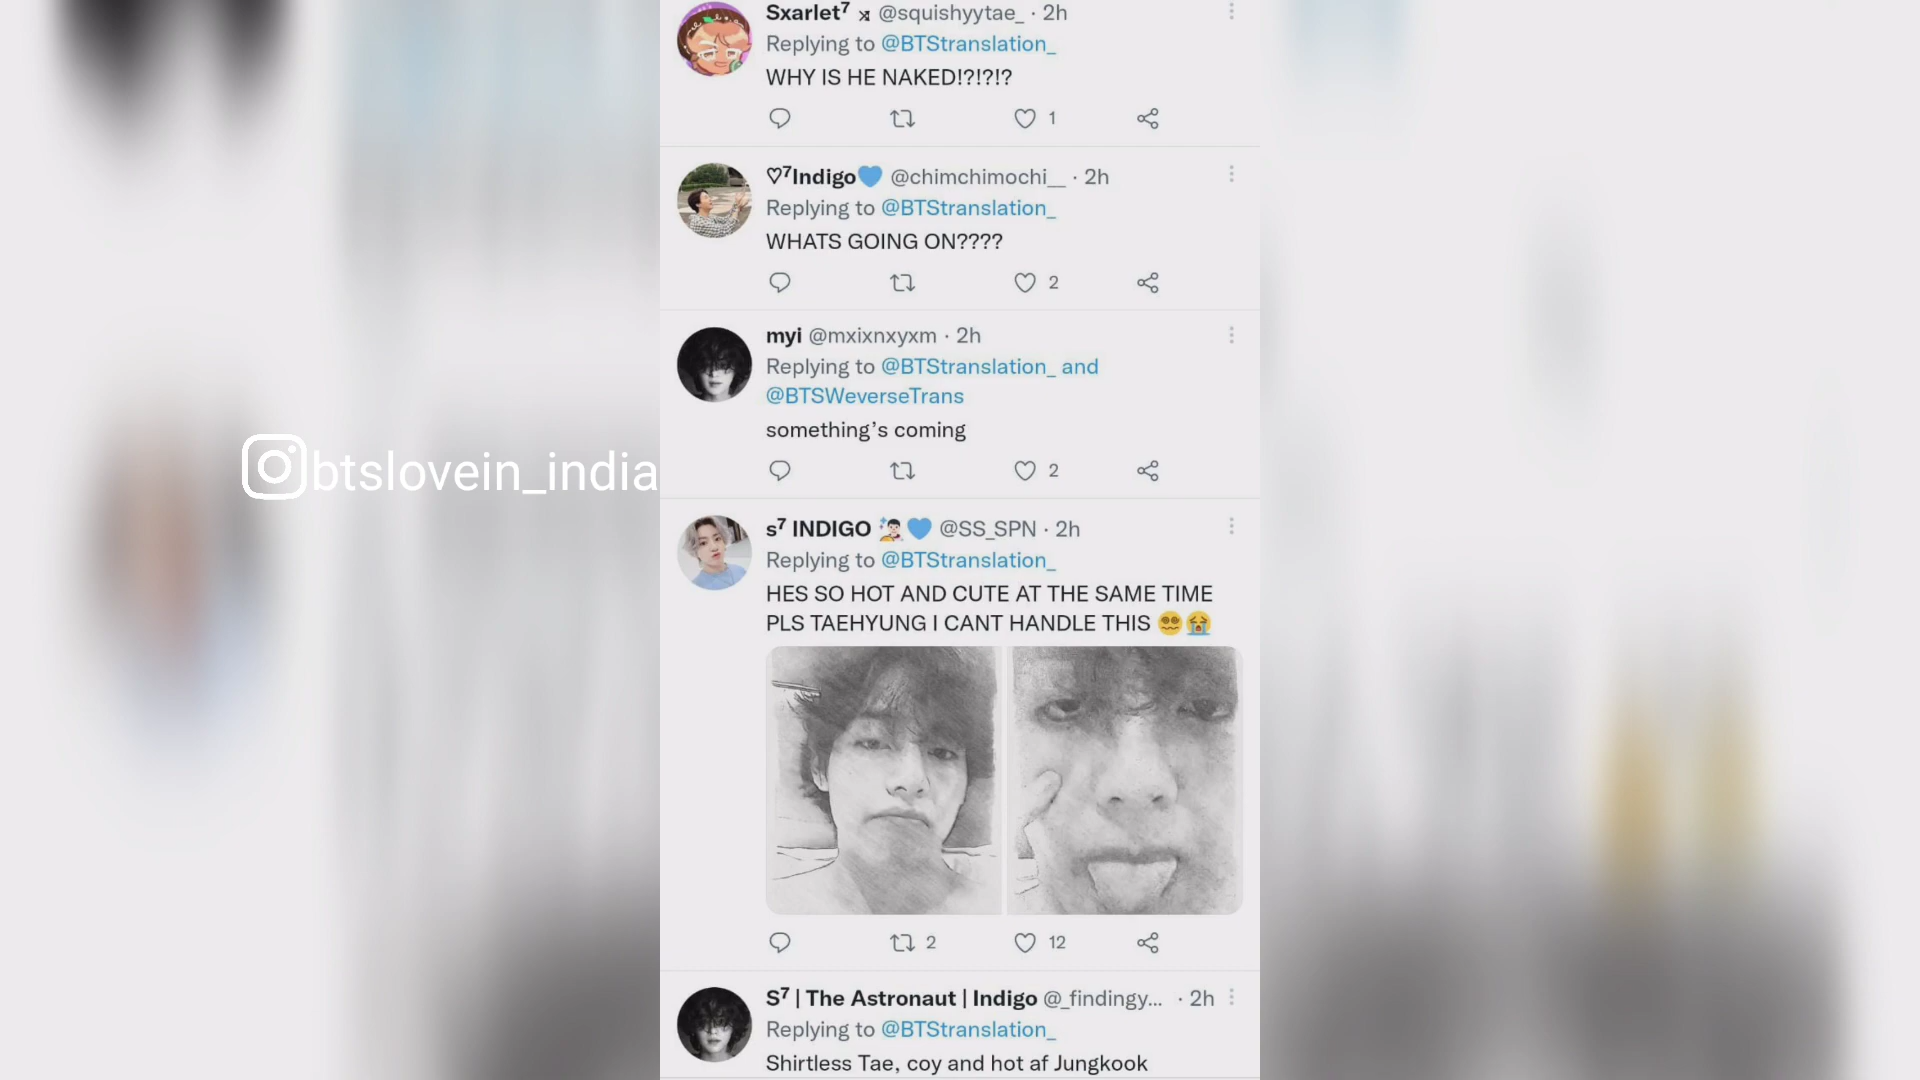 Sxarlet⁷ @squishyytae_ · 2h
Replying to @BTStranslation_
WHY IS HE NAKED!?!?!?
1
♡⁷Indigo💙 @chimchimochi__ · 2h
Replying to @BTStranslation_
WHATS GOING ON????
2
myi @mxixnxyxm · 2h
Replying to @BTStranslation_ and
@BTSWeverseTrans
something's coming
2
btslovein_india
s⁷ INDIGO 💙 @SS_SPN · 2h
Replying to @BTStranslation_
HES SO HOT AND CUTE AT THE SAME TIME
PLS TAEHYUNG I CANT HANDLE THIS 😵‍💫😭
2 12
S⁷ | The Astronaut | Indigo @_findingy... · 2h
Replying to @BTStranslation_
Shirtless Tae, coy and hot af Jungkook